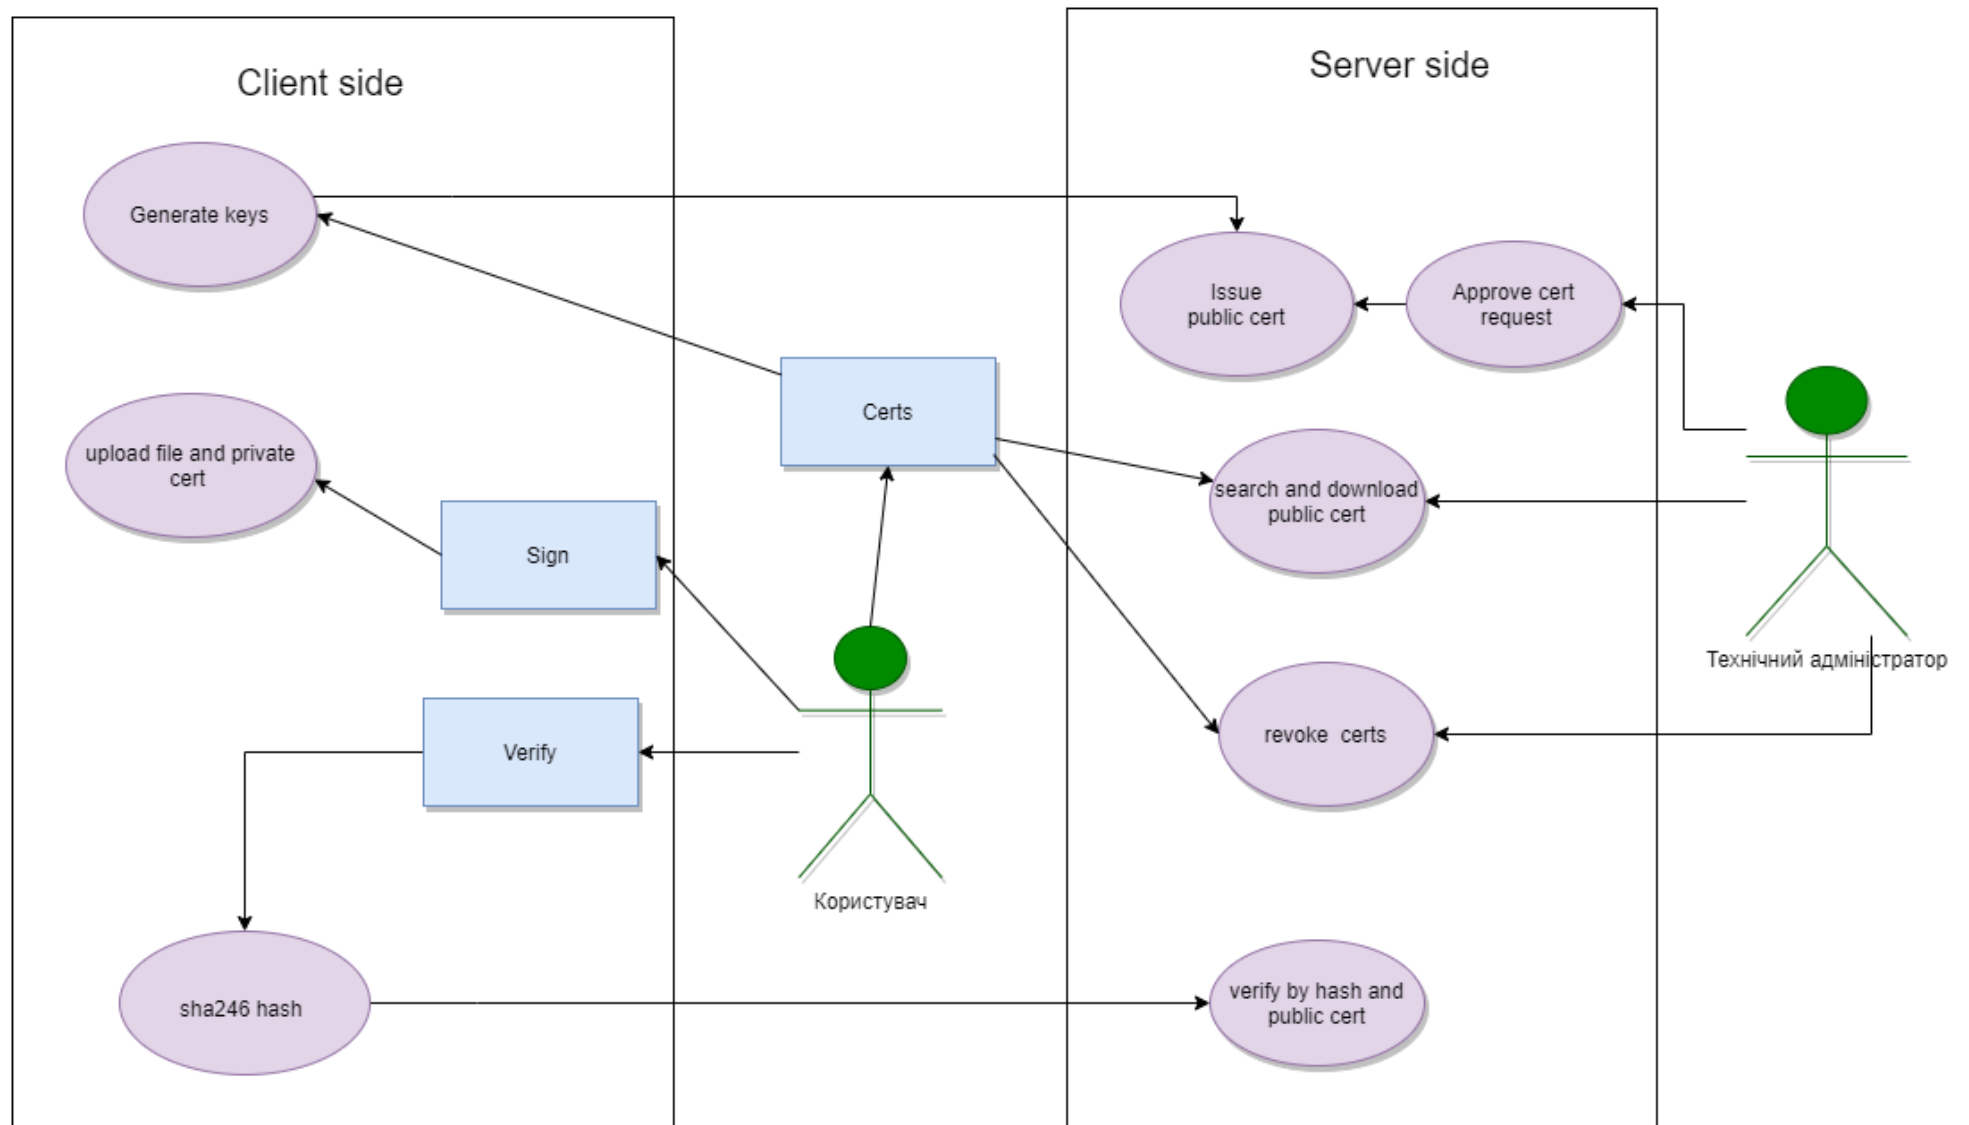 Client side
Server side
Generate keys
Issue
public cert
Approve cert
request
Certs
upload file and private
cert
search and download
public cert
Sign
Технічний адміністратор
revoke  certs
Verify
Користувач
sha246 hash
verify by hash and
public cert